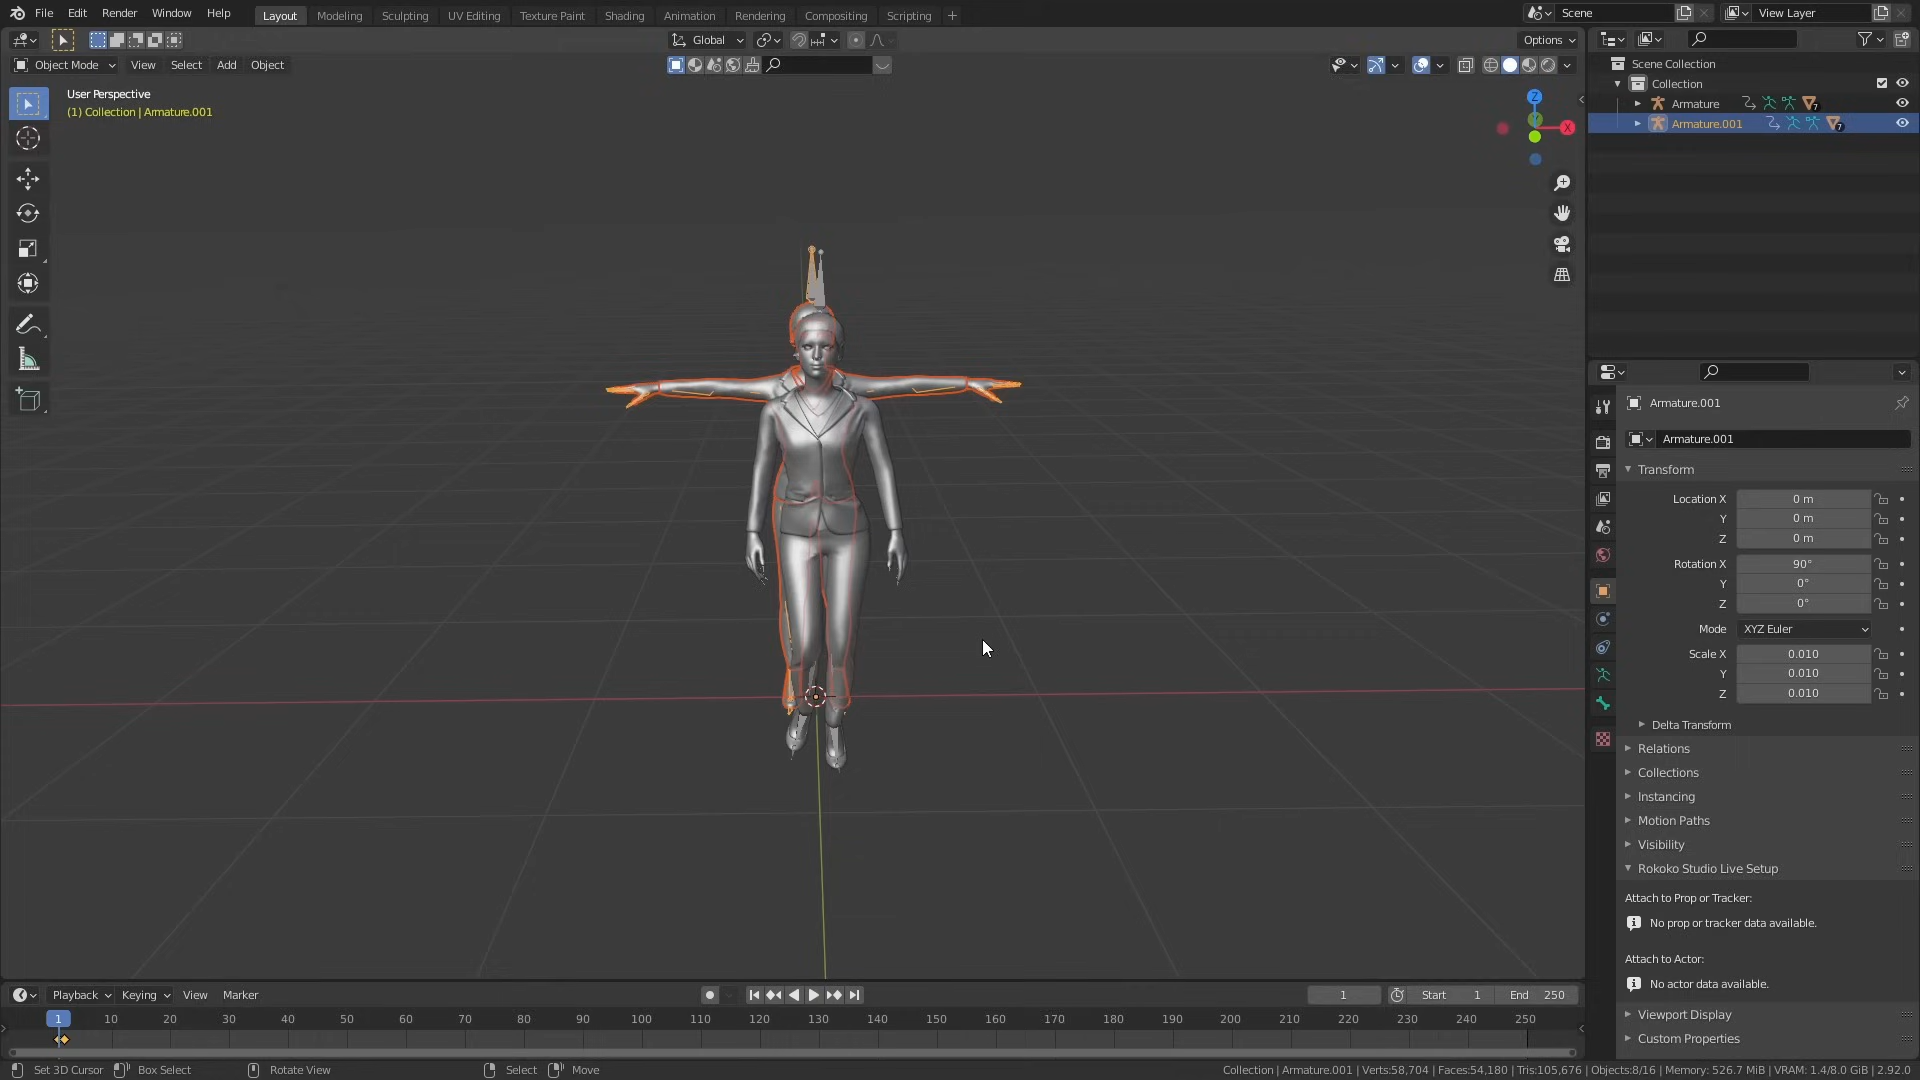 File Edit Render Window Help Layout Modeling Sculpting UV Editing Texture Paint Shading Animation Rendering Compositing Scripting + Scene View Layer
Global Options
Object Mode View Select Add Object
User Perspective
(1) Collection | Armature.001
Z
X
Scene Collection
Collection
Armature 7
Armature.001 7
Armature.001
Armature.001
Transform
Location X 0 m
Y 0 m
Z 0 m
Rotation X 90°
Y 0°
Z 0°
Mode XYZ Euler
Scale X 0.010
Y 0.010
Z 0.010
Delta Transform
Relations
Collections
Instancing
Motion Paths
Visibility
Rokoko Studio Live Setup
Attach to Prop or Tracker:
No prop or tracker data available.
Attach to Actor:
No actor data available.
Viewport Display
Custom Properties
Playback Keying View Marker 1 Start 1 End 250
1 10 20 30 40 50 60 70 80 90 100 110 120 130 140 150 160 170 180 190 200 210 220 230 240 250
Set 3D Cursor Box Select Rotate View Select Move Collection | Armature.001 | Verts:58,704 | Faces:54,180 | Tris:105,676 | Objects:8/16 | Memory: 526.7 MiB | VRAM: 1.4/8.0 GiB | 2.92.0